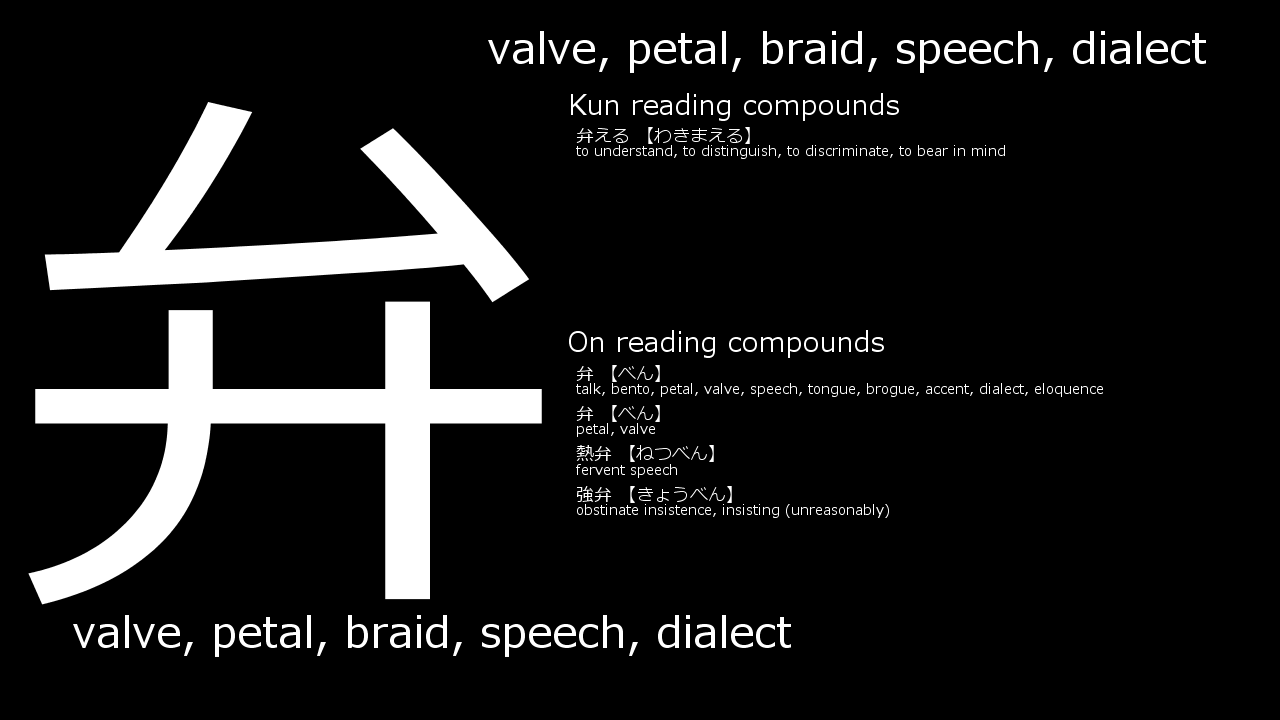 valve, petal, braid, speech, dialect
弁
Kun reading compounds
弁える 【わきまえる】
to understand, to distinguish, to discriminate, to bear in mind
On reading compounds
弁 【べん】
talk, bento, petal, valve, speech, tongue, brogue, accent, dialect, eloquence
弁 【べん】
petal, valve
熱弁 【ねつべん】
fervent speech
強弁 【きょうべん】
obstinate insistence, insisting (unreasonably)
valve, petal, braid, speech, dialect